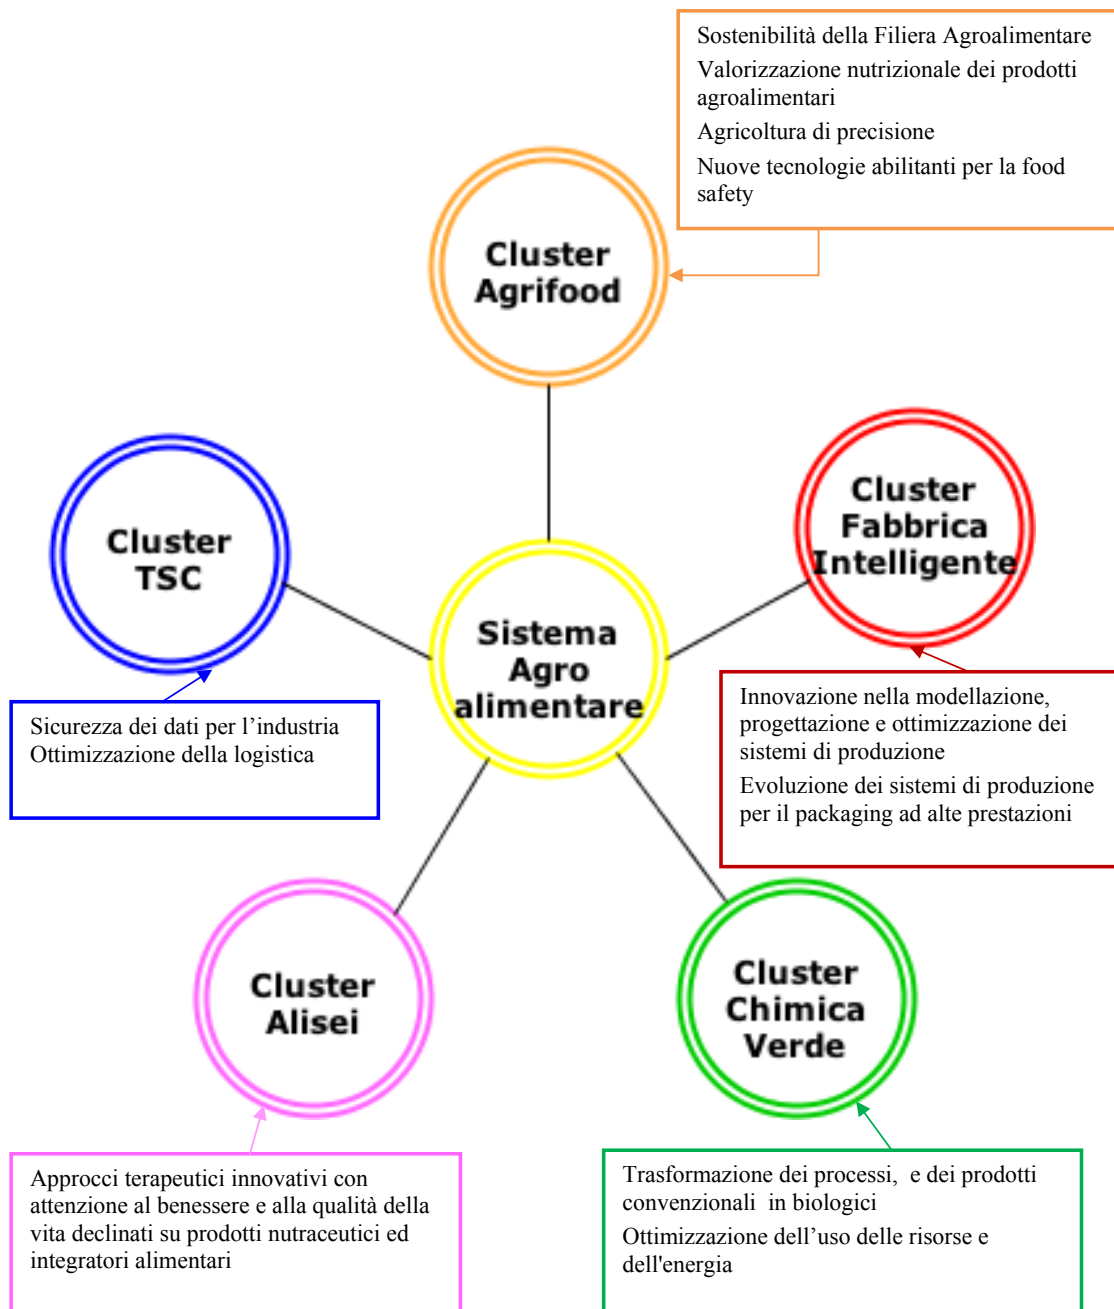 Sostenibilità della Filiera Agroalimentare
Valorizzazione nutrizionale dei prodotti
agroalimentari
Agricoltura di precisione
Nuove tecnologie abilitanti per la food
safety
Cluster
Agrifood
Cluster
Fabbrica
Intelligente
Cluster
TSC
Sistema
Agro
alimentare
Sicurezza dei dati per l’industria
Ottimizzazione della logistica
Innovazione nella modellazione,
progettazione e ottimizzazione dei
sistemi di produzione
Evoluzione dei sistemi di produzione
per il packaging ad alte prestazioni
Cluster
Alisei
Cluster
Chimica
Verde
Approcci terapeutici innovativi con
attenzione al benessere e alla qualità della
vita declinati su prodotti nutraceutici ed
integratori alimentari
Trasformazione dei processi,  e dei prodotti
convenzionali  in biologici
Ottimizzazione dell’uso delle risorse e
dell'energia